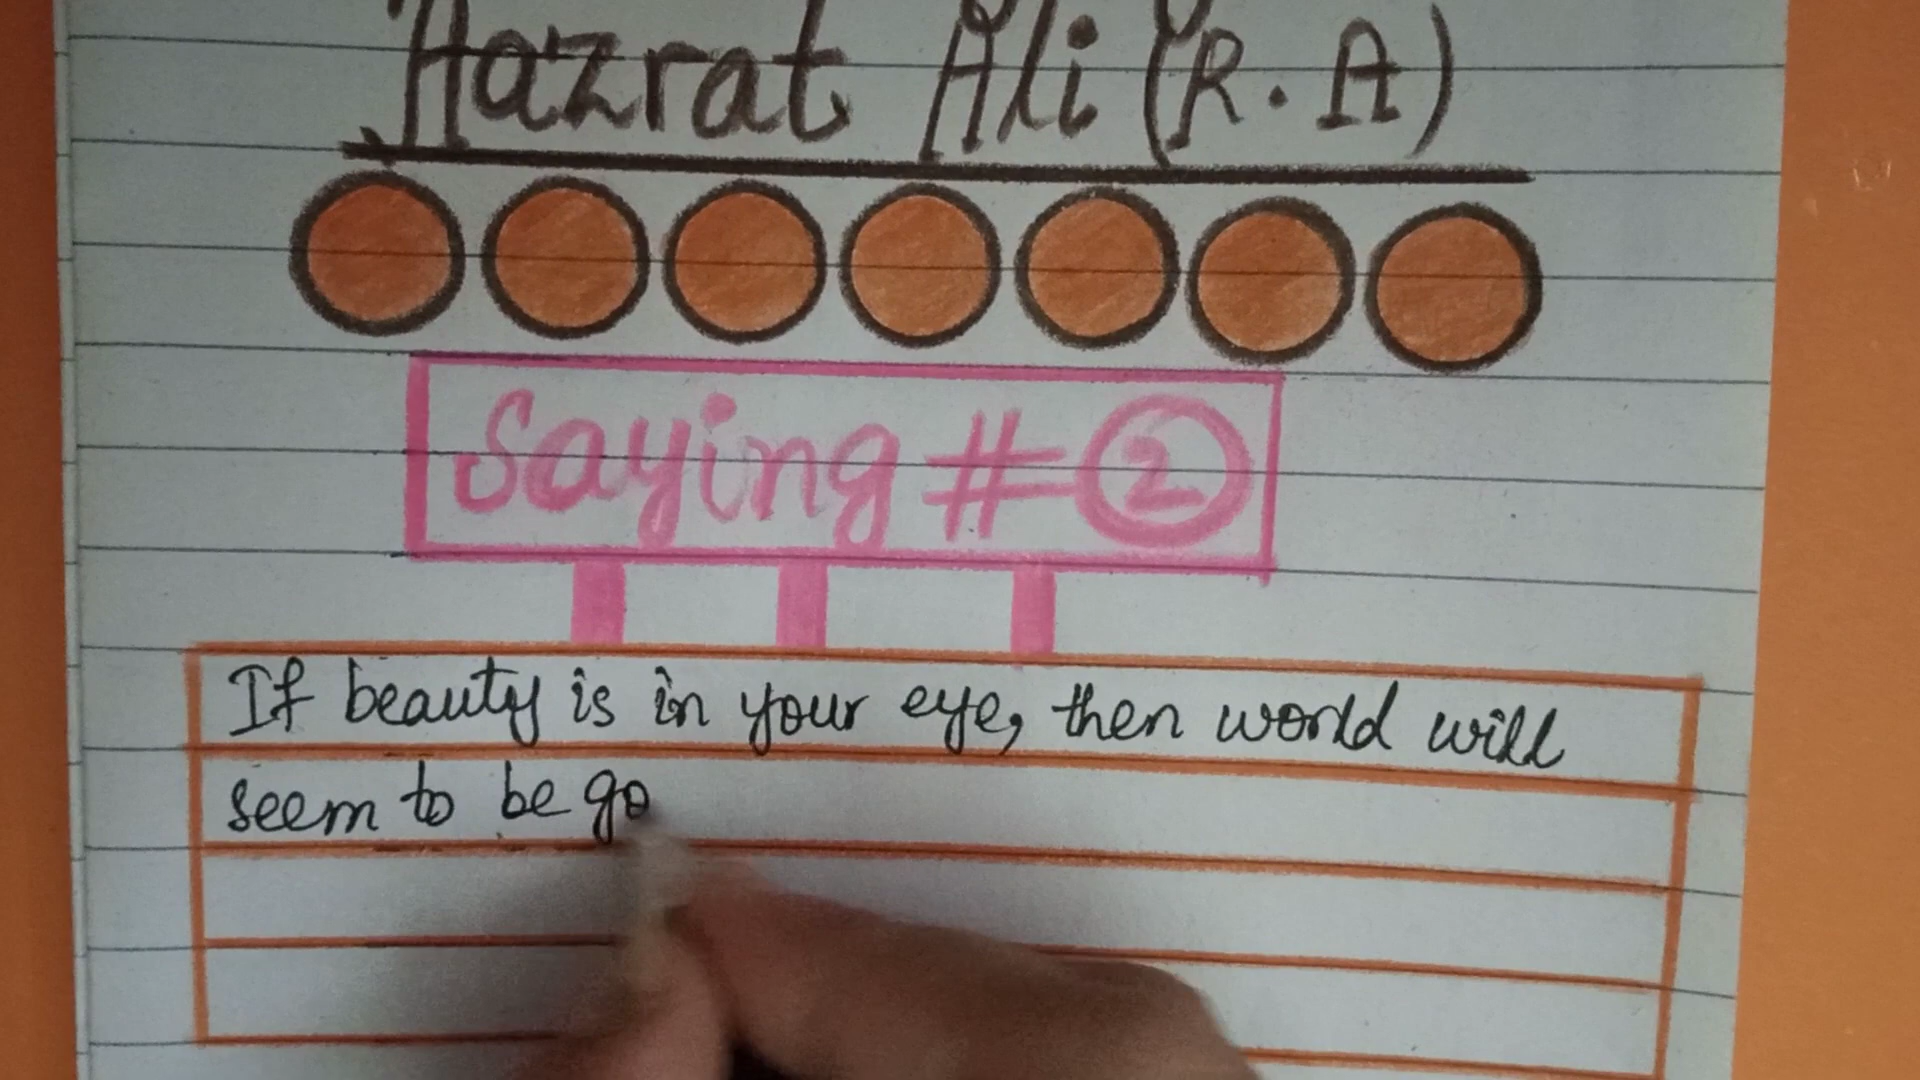 Hazrat Ali (R.A)
Saying # 2
If beauty is in your eye, then world will
seem to be go